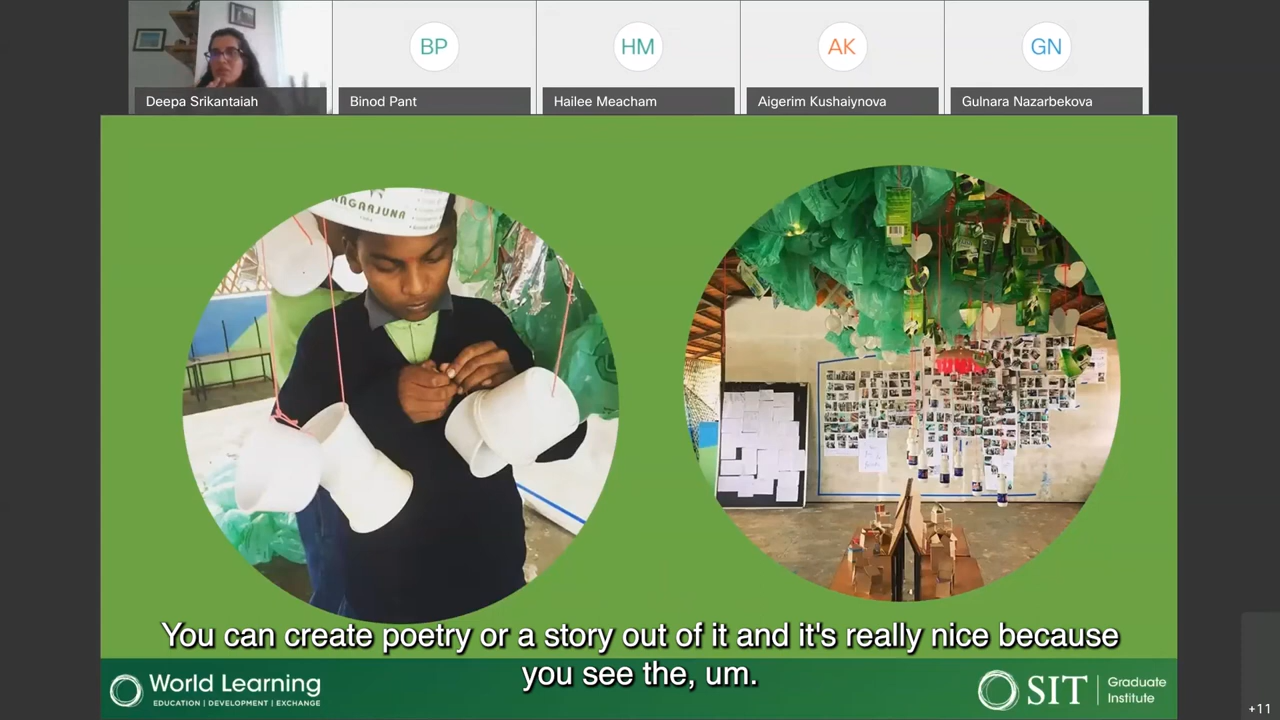 BP
HM
AK
GN
Deepa Srikantaiah
Binod Pant
Hailee Meacham
Aigerim Kushaiynova
Gulnara Nazarbekova
NAGARJUNA
You can create poetry or a story out of it and it's really nice because
you see the, um.
World Learning
EDUCATION | DEVELOPMENT | EXCHANGE
SIT
Graduate
Institute
+11